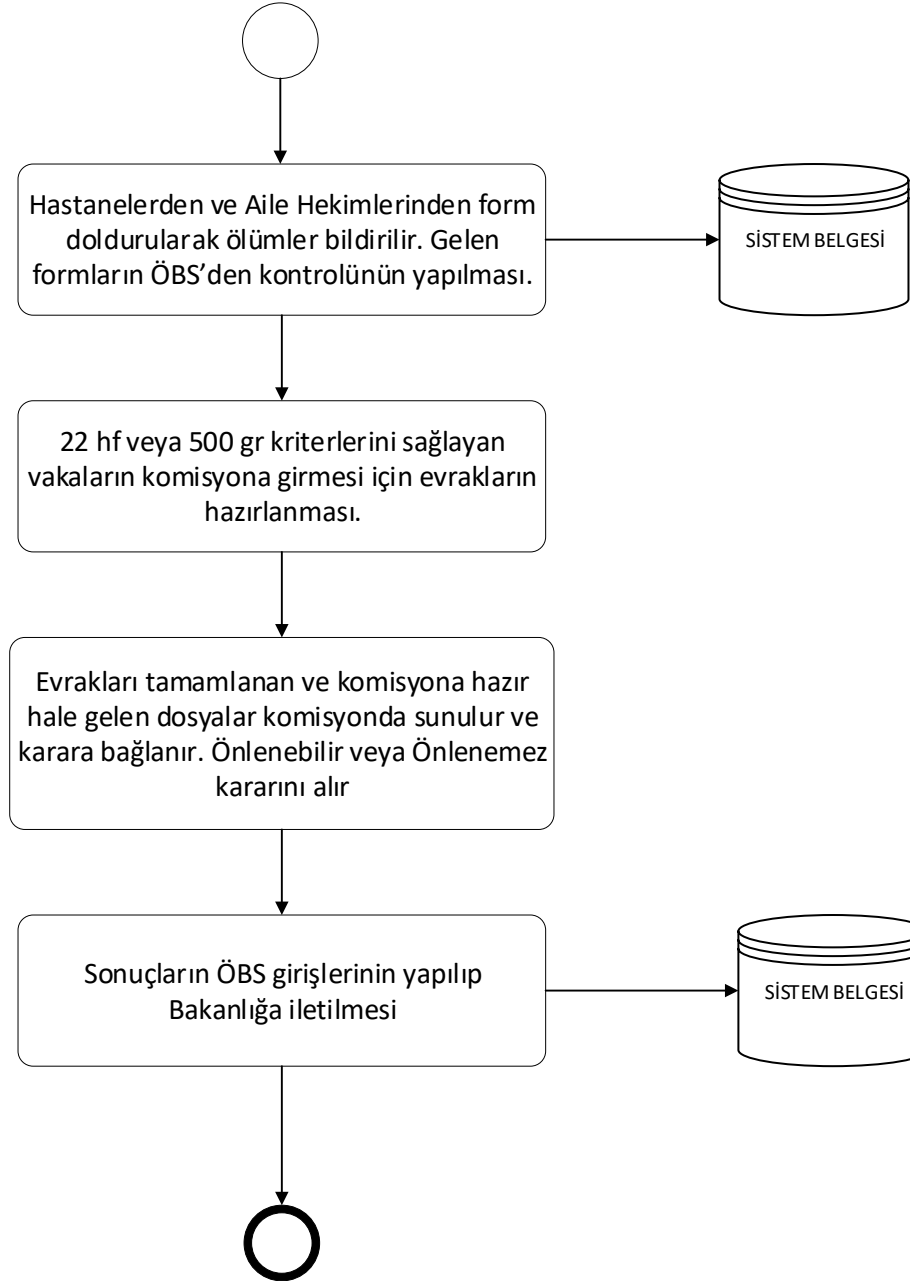 Hastanelerden ve Aile Hekimlerinden form
doldurularak ölümler bildirilir. Gelen
formların ÖBS’den kontrolünün yapılması.
SİSTEM BELGESİ
22 hf veya 500 gr kriterlerini sağlayan
vakaların komisyona girmesi için evrakların
hazırlanması.
Evrakları tamamlanan ve komisyona hazır
hale gelen dosyalar komisyonda sunulur ve
karara bağlanır. Önlenebilir veya Önlenemez
kararını alır
Sonuçların ÖBS girişlerinin yapılıp
Bakanlığa iletilmesi
SİSTEM BELGESİ